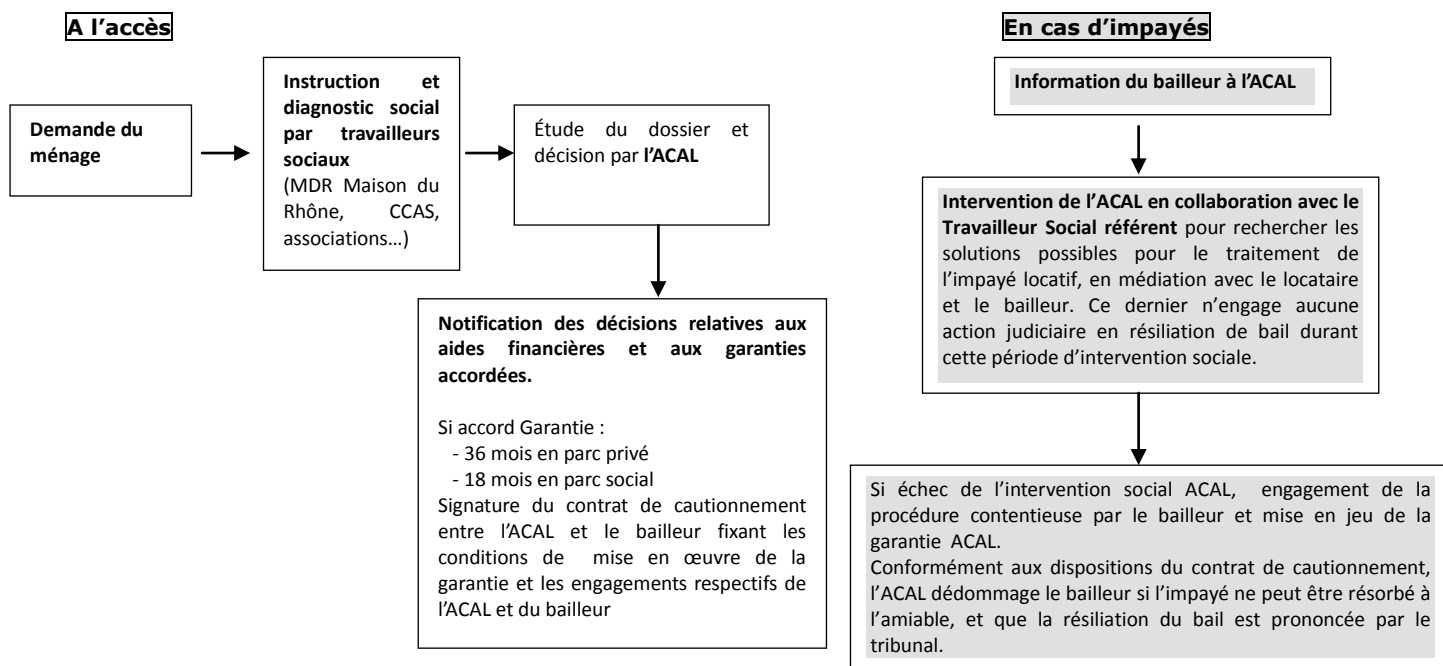 A l’accès
Demande du
ménage
Instruction et
diagnostic social
par travailleurs
sociaux
(MDR Maison du
Rhône, CCAS,
associations…)
Étude du dossier et
décision par l’ACAL
Notification des décisions relatives aux
aides financières et aux garanties
accordées.
Si accord Garantie :
- 36 mois en parc privé
- 18 mois en parc social
Signature du contrat de cautionnement
entre l’ACAL et le bailleur fixant les
conditions de mise en œuvre de la
garantie et les engagements respectifs de
l’ACAL et du bailleur
En cas d’impayés
Information du bailleur à l’ACAL
Intervention de l’ACAL en collaboration avec le
Travailleur Social référent pour rechercher les
solutions possibles pour le traitement de
l’impayé locatif, en médiation avec le locataire
et le bailleur. Ce dernier n’engage aucune
action judiciaire en résiliation de bail durant
cette période d’intervention sociale.
Si échec de l’intervention social ACAL, engagement de la
procédure contentieuse par le bailleur et mise en jeu de la
garantie ACAL.
Conformément aux dispositions du contrat de cautionnement,
l’ACAL dédommage le bailleur si l’impayé ne peut être résorbé à
l’amiable, et que la résiliation du bail est prononcée par le
tribunal.